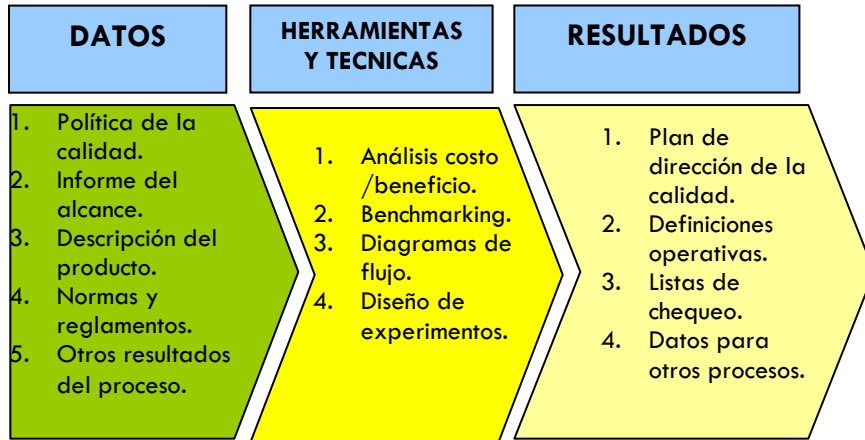 DATOS
1. Política de la
calidad.
2. Informe del
alcance.
3. Descripción del
producto.
4. Normas y
reglamentos.
5. Otros resultados
del proceso.
HERRAMIENTAS
Y TECNICAS
1. Análisis costo
/beneficio.
2. Benchmarking.
3. Diagramas de
flujo.
4. Diseño de
experimentos.
RESULTADOS
1. Plan de
dirección de la
calidad.
2. Definiciones
operativas.
3. Listas de
chequeo.
4. Datos para
otros procesos.